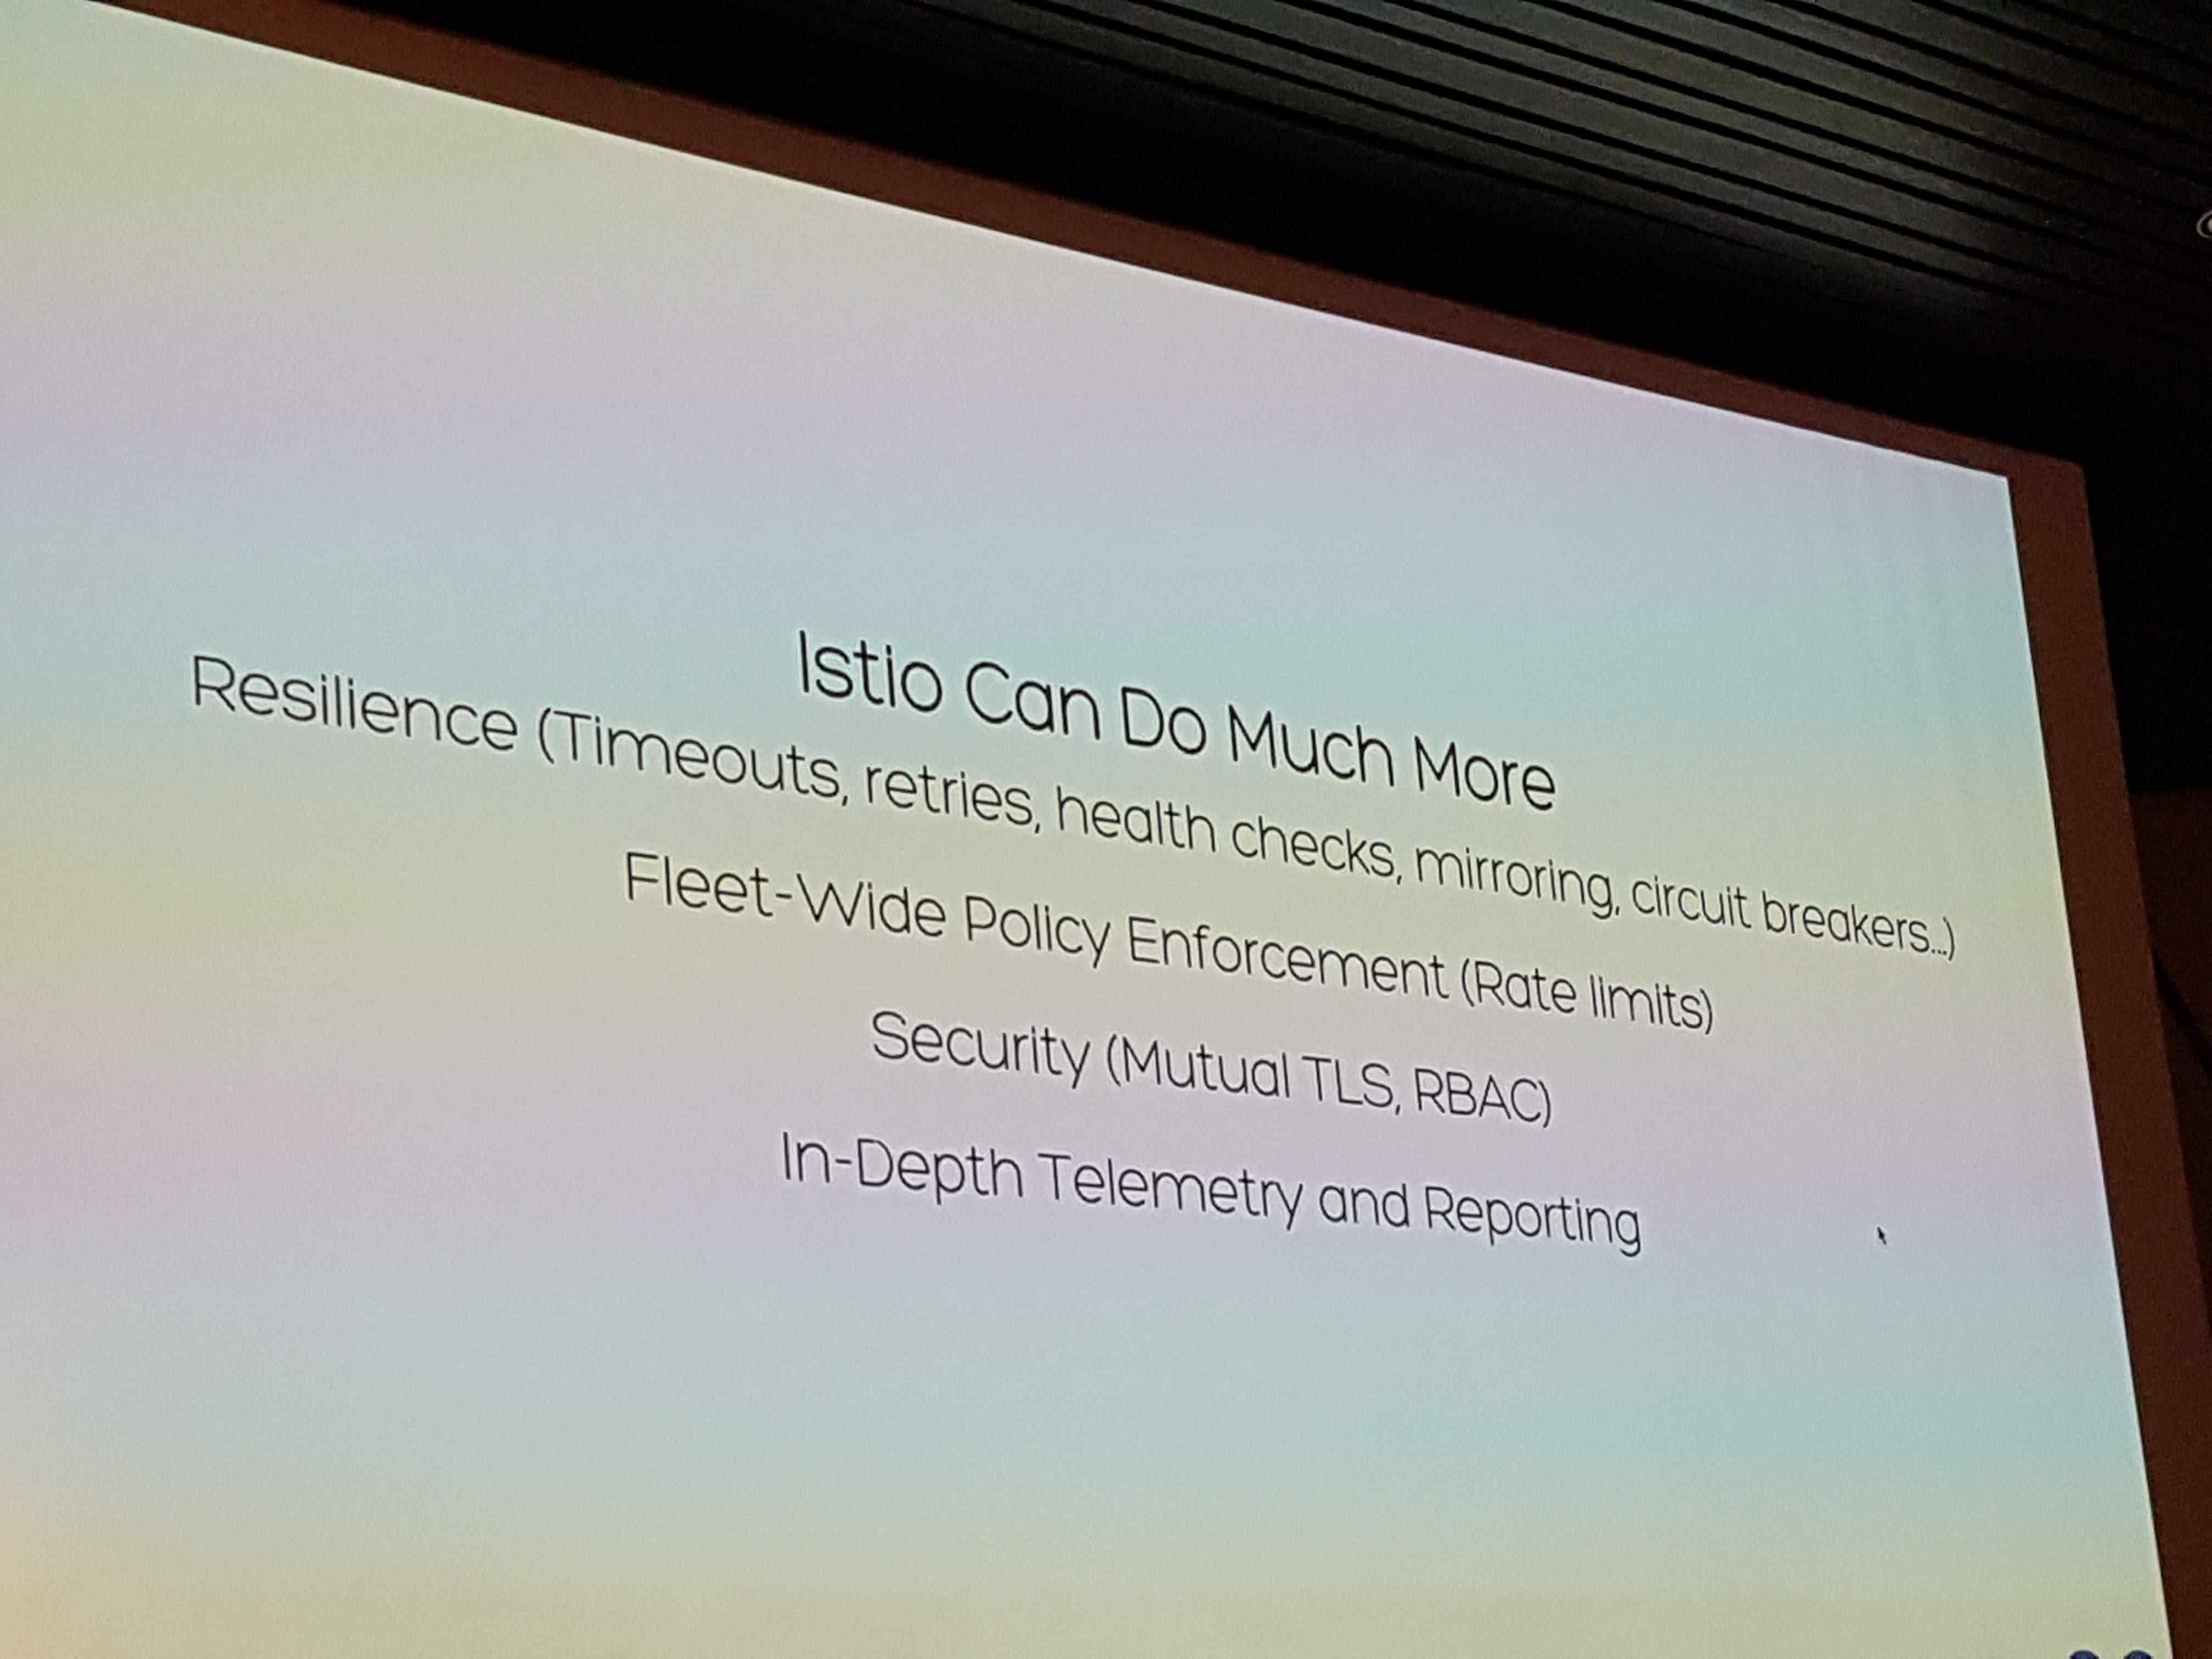 Istio Can Do Much More
Resilience (Timeouts, retries, health checks, mirroring, circuit breakers...)
Fleet-Wide Policy Enforcement (Rate limits)
Security (Mutual TLS, RBAC)
In-Depth Telemetry and Reporting